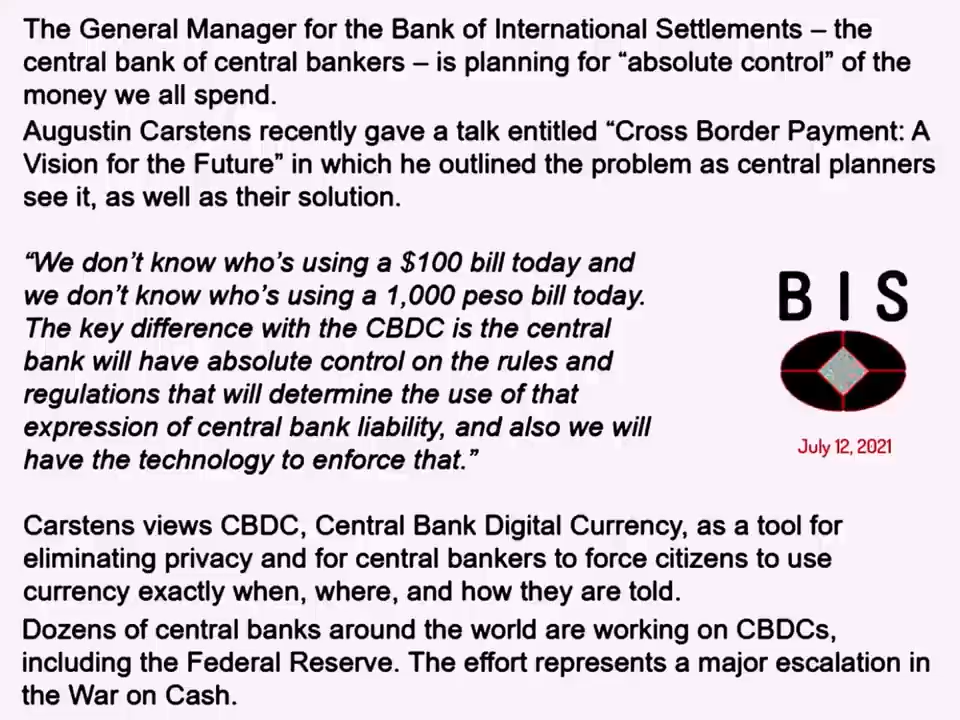 The General Manager for the Bank of International Settlements – the
central bank of central bankers – is planning for “absolute control” of the
money we all spend.
Augustin Carstens recently gave a talk entitled “Cross Border Payment: A
Vision for the Future” in which he outlined the problem as central planners
see it, as well as their solution.
“We don’t know who’s using a $100 bill today and
we don’t know who’s using a 1,000 peso bill today.
The key difference with the CBDC is the central
bank will have absolute control on the rules and
regulations that will determine the use of that
expression of central bank liability, and also we will
have the technology to enforce that.”
BIS
July 12, 2021
Carstens views CBDC, Central Bank Digital Currency, as a tool for
eliminating privacy and for central bankers to force citizens to use
currency exactly when, where, and how they are told.
Dozens of central banks around the world are working on CBDCs,
including the Federal Reserve. The effort represents a major escalation in
the War on Cash.